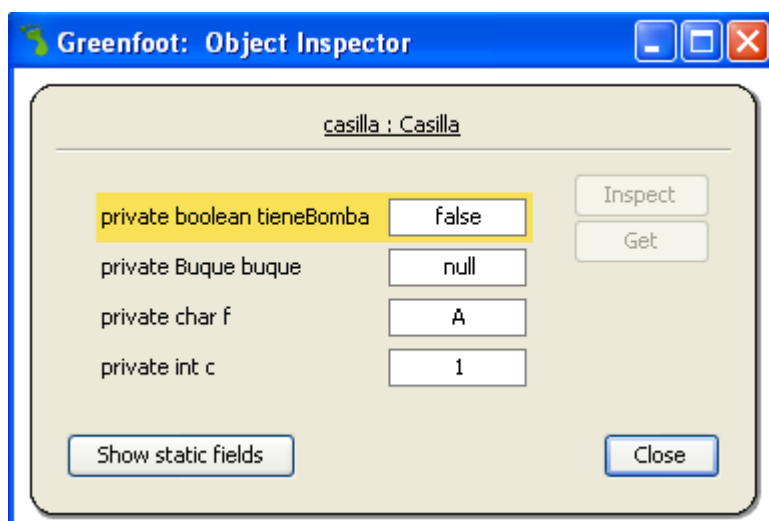 Greenfoot: Object Inspector
casilla : Casilla
private boolean tieneBomba false
Inspect
private Buque buque null
Get
private char f A
private int c 1
Show static fields Close